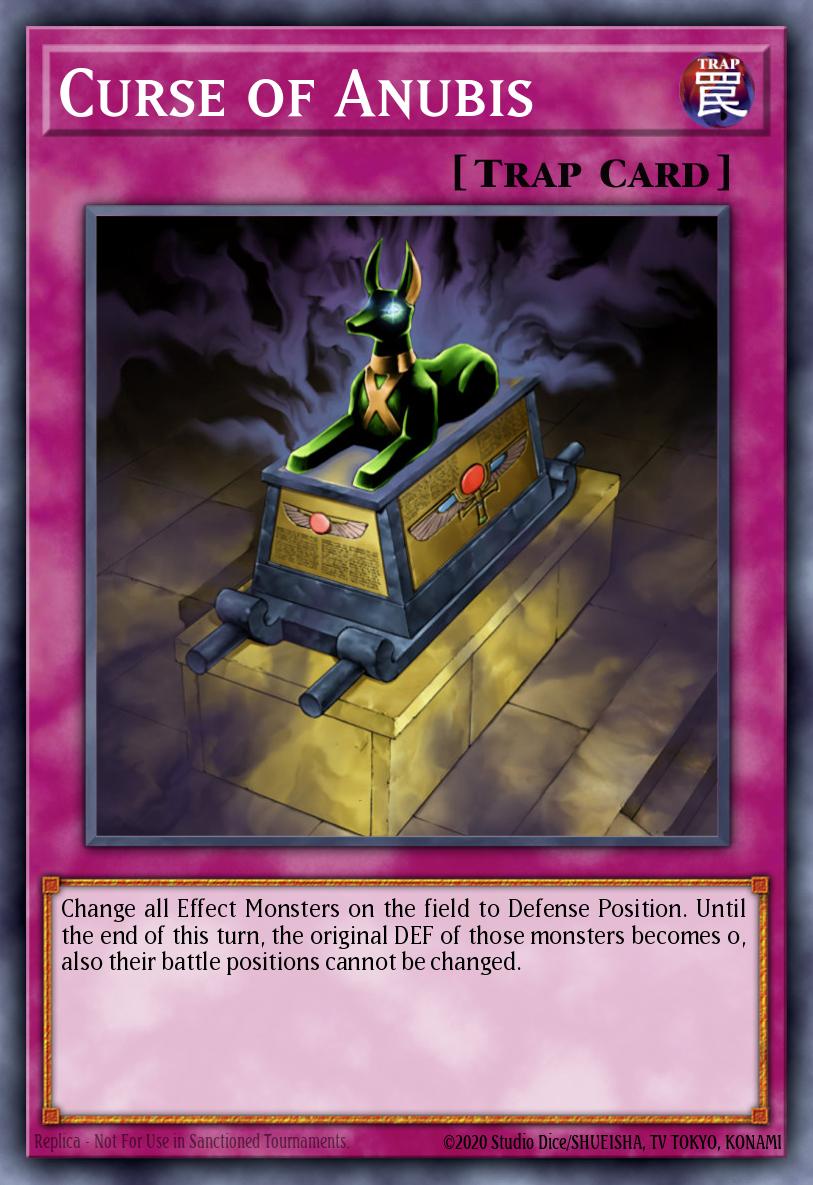 Curse of Anubis
TRAP
罠
[Trap Card]
Change all Effect Monsters on the field to Defense Position. Until
the end of this turn, the original DEF of those monsters becomes 0,
also their battle positions cannot be changed.
Replica - Not For Use in Sanctioned Tournaments.
©2020 Studio Dice/SHUEISHA, TV TOKYO, KONAMI